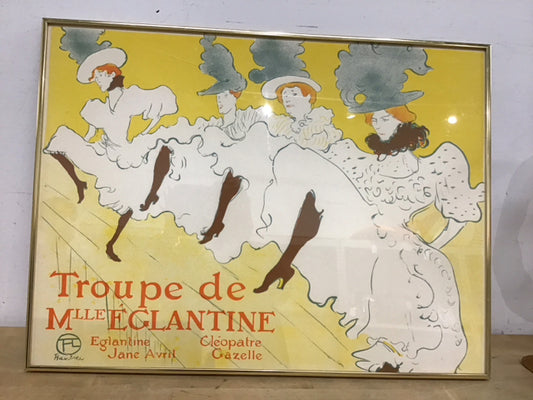 Troupe de
MLLE EGLANTINE
Eglantine Cléopatre
Jane Avril Gazelle